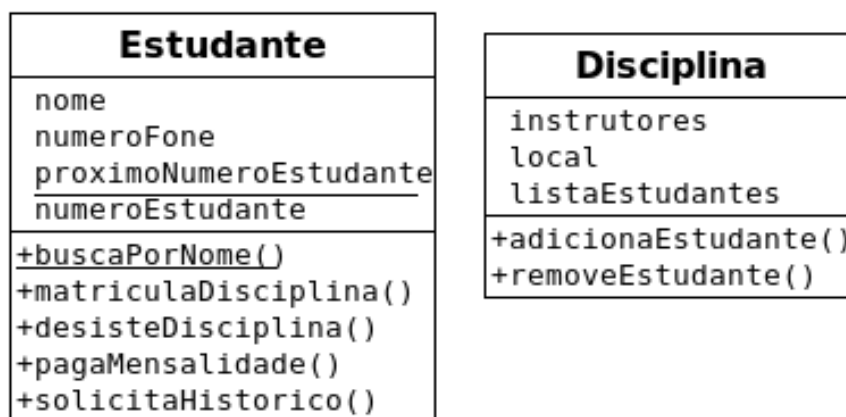 Estudante
nome
numeroFone
proximoNumeroEstudante
numeroEstudante
+buscaPorNome()
+matriculaDisciplina()
+desisteDisciplina()
+pagaMensalidade()
+solicitaHistorico()
Disciplina
instrutores
local
listaEstudantes
+adicionaEstudante()
+removeEstudante()